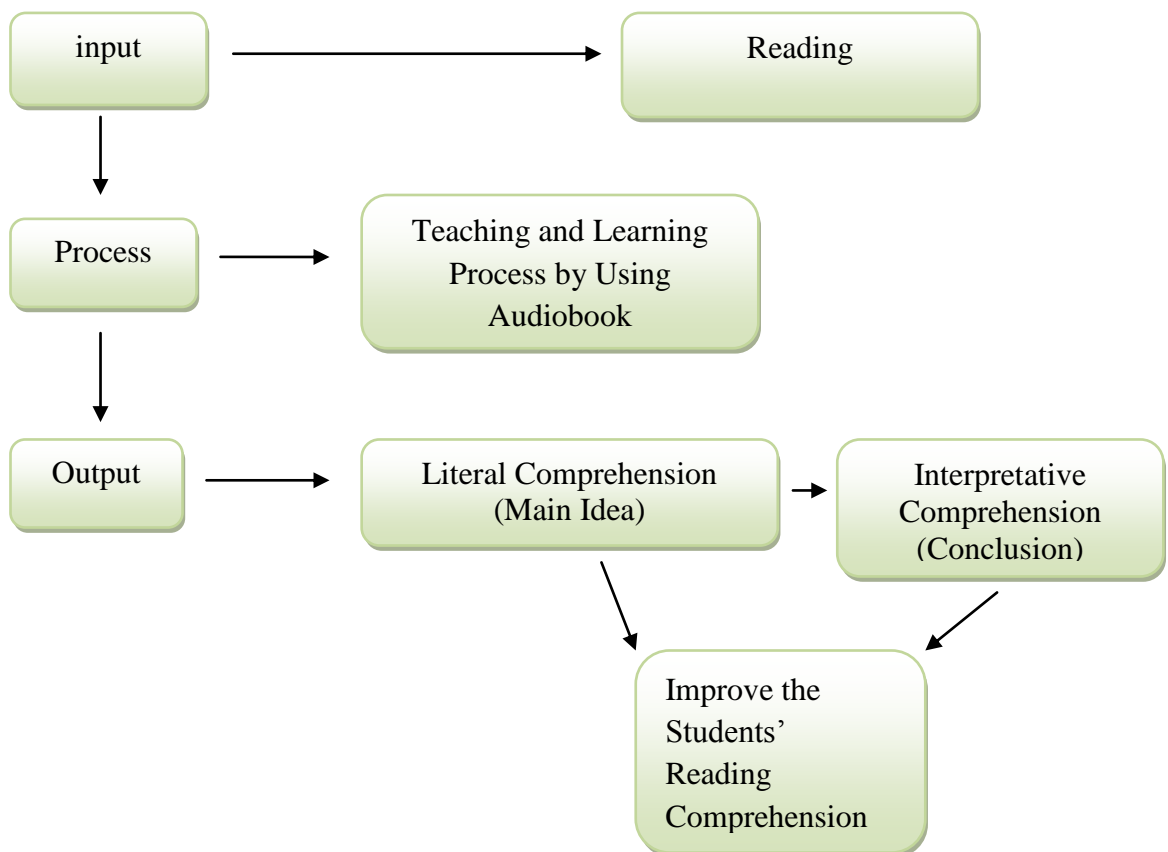 input
Reading
Process
Teaching and Learning
Process by Using
Audiobook
Output
Literal Comprehension
(Main Idea)
Interpretative
Comprehension
(Conclusion)
Improve the
Students’
Reading
Comprehension